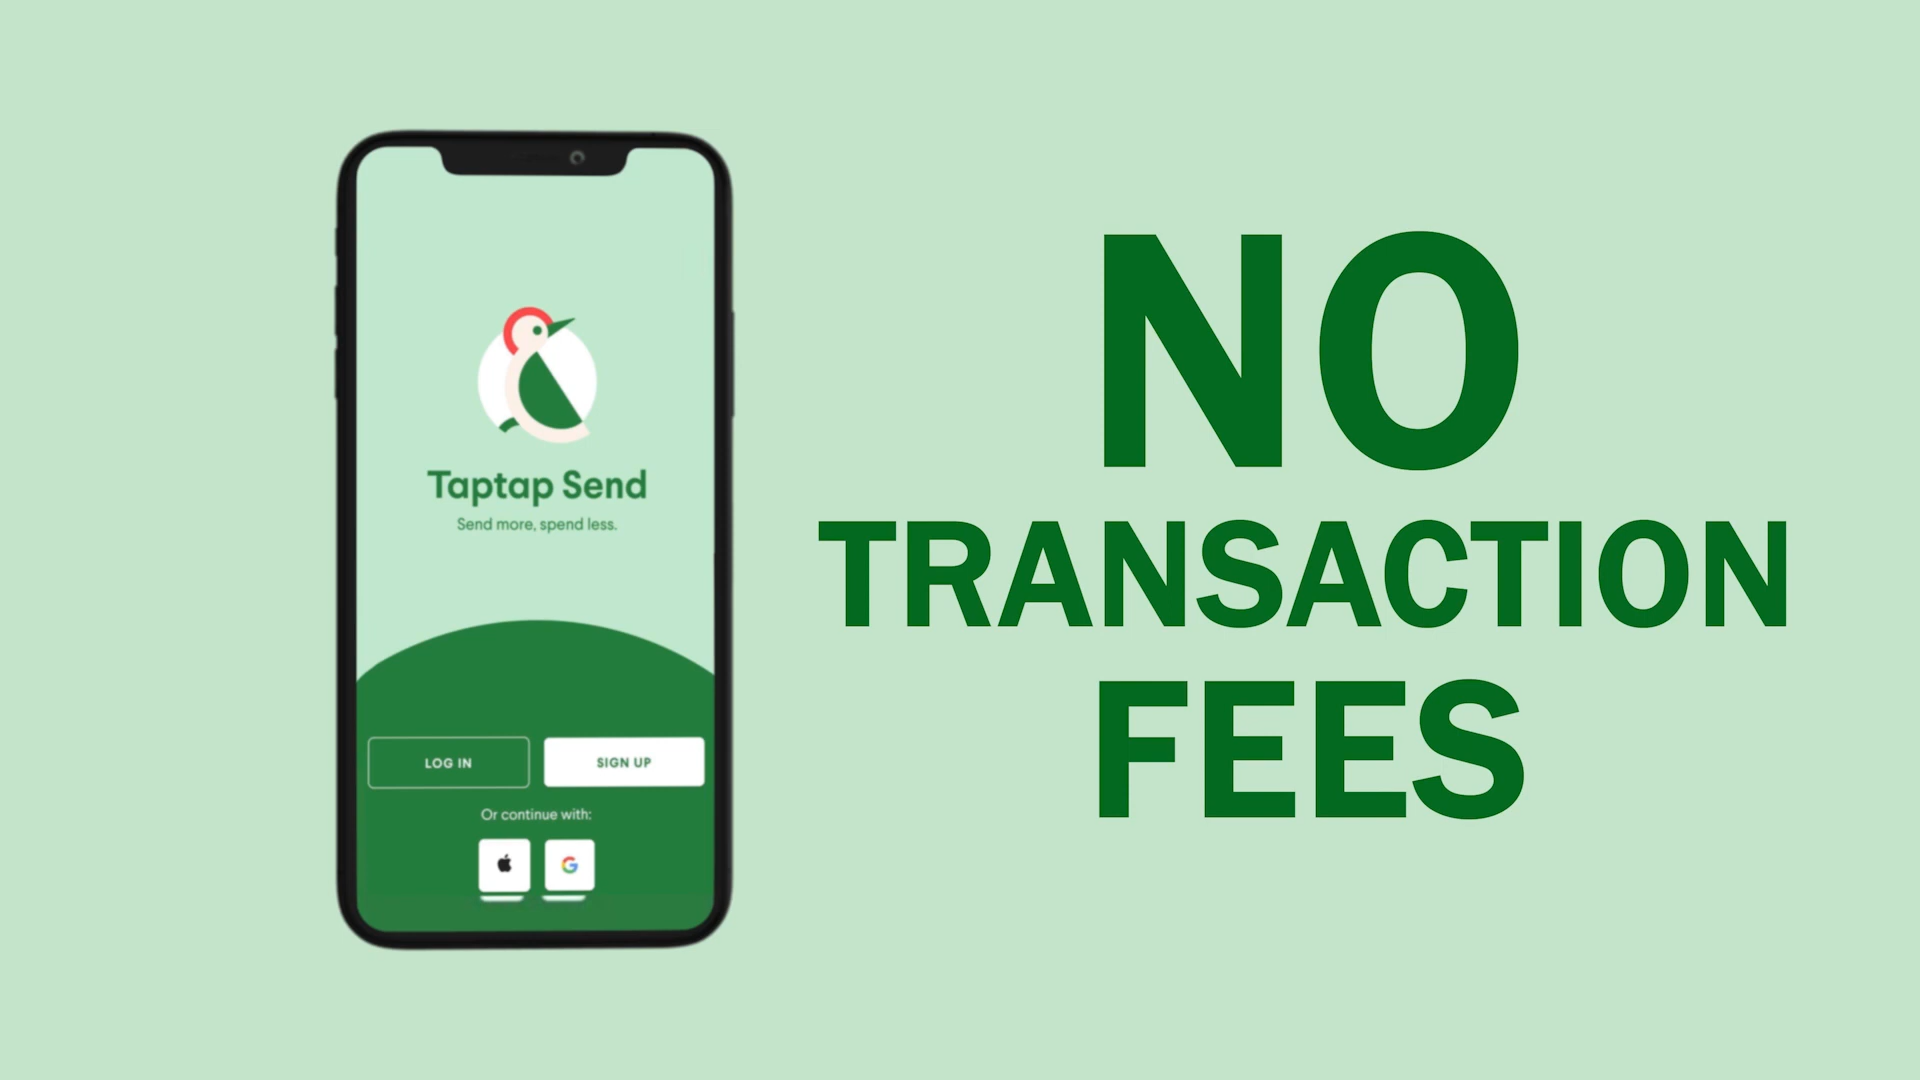 Taptap Send
Send more, spend less.
LOG IN
SIGN UP
Or continue with:
NO
TRANSACTION
FEES